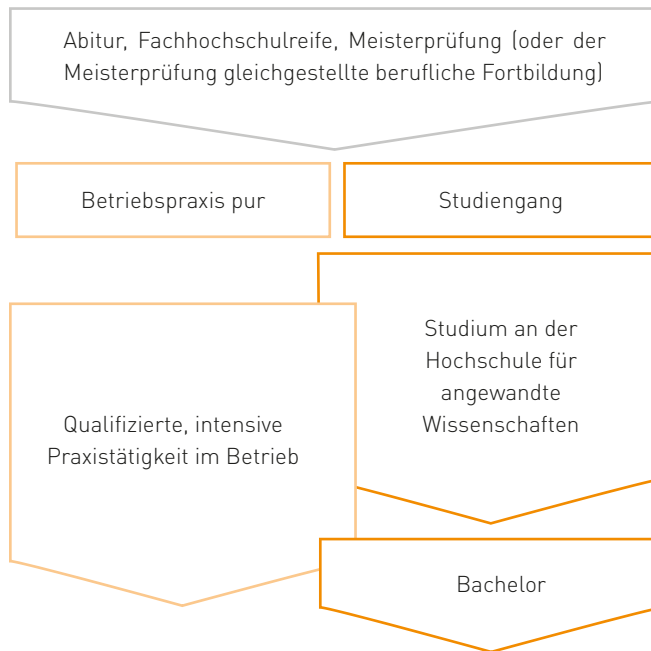 Abitur, Fachhochschulreife, Meisterprüfung (oder der
Meisterprüfung gleichgestellte berufliche Fortbildung)
Betriebspraxis pur
Studiengang
Studium an der
Hochschule für
angewandte
Wissenschaften
Qualifizierte, intensive
Praxistätigkeit im Betrieb
Bachelor